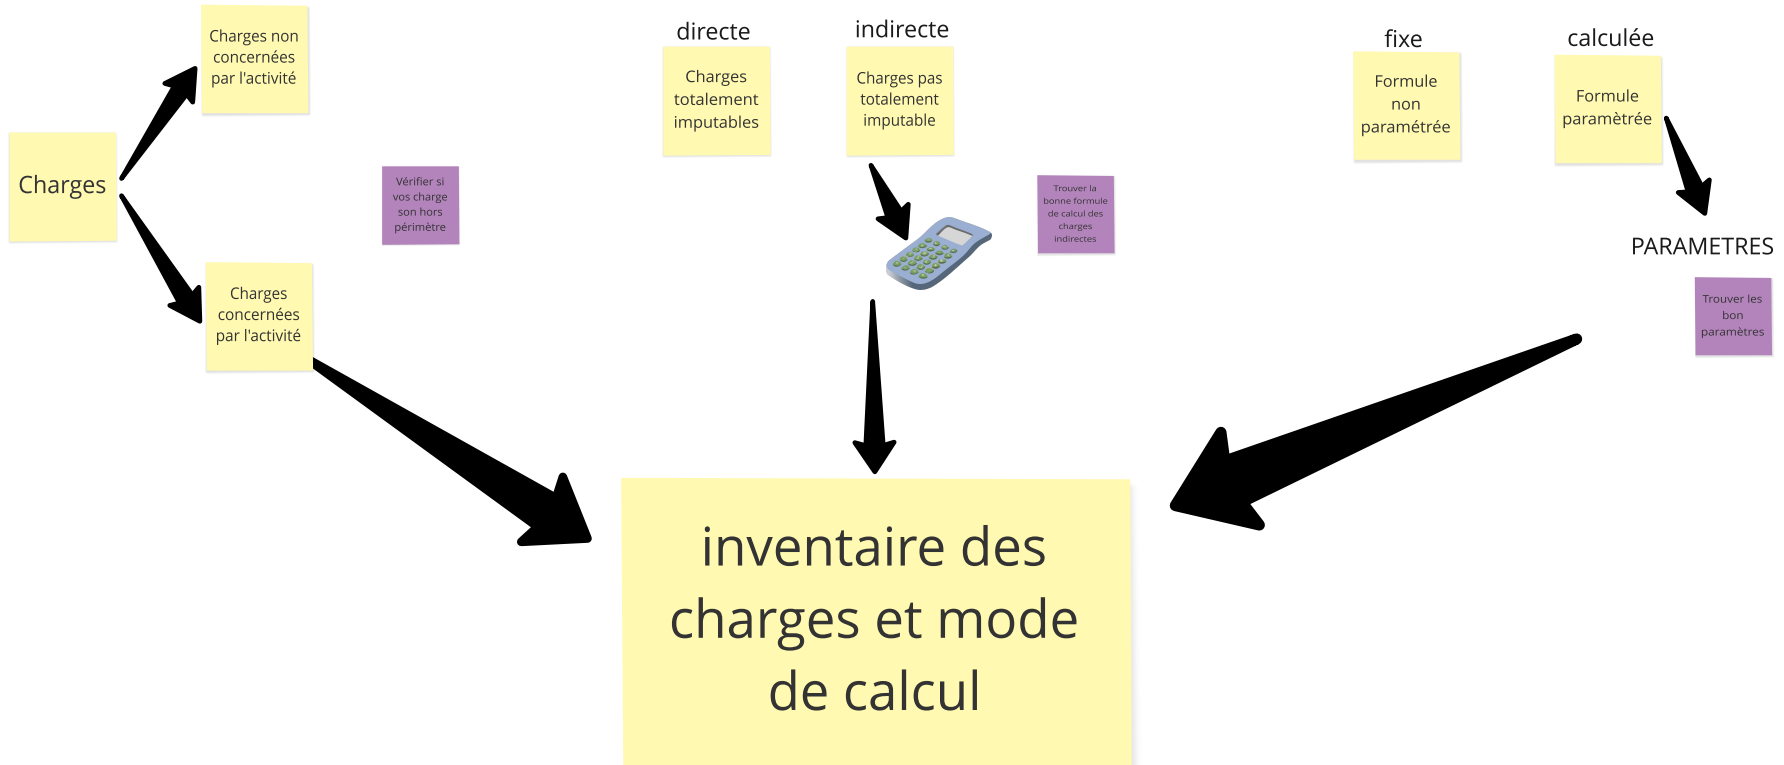 Charges
Charges non
concernées
par l'activité
Charges
concernées
par l'activité
Vérifier si
vos charge
son hors
périmètre
directe
Charges
totalement
imputables
indirecte
Charges pas
totalement
imputable
Trouver la
bonne formule
de calcul des
charges
indirectes
fixe
Formule
non
paramétrée
calculée
Formule
paramètrée
PARAMETRES
Trouver les
bon
paramètres
inventaire des
charges et mode
de calcul